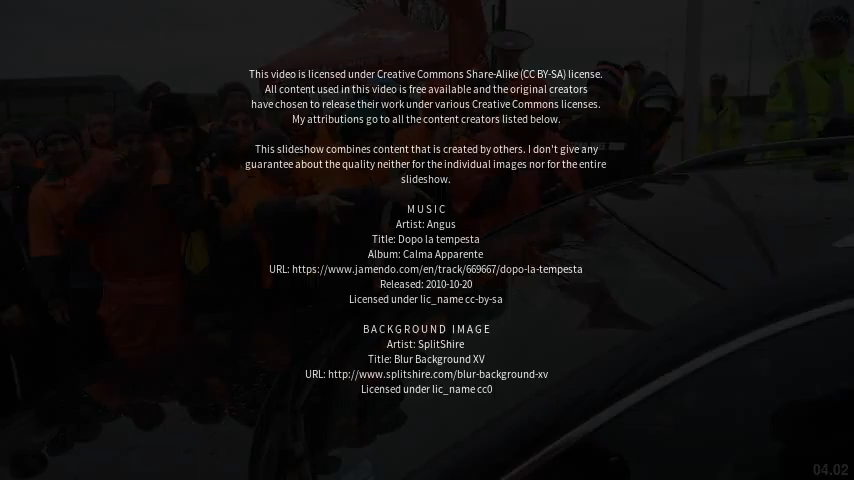 This video is licensed under Creative Commons Share-Alike (CC BY-SA) license.
All content used in this video is free available and the original creators
have chosen to release their work under various Creative Commons licenses.
My attributions go to all the content creators listed below.
This slideshow combines content that is created by others. I don't give any
guarantee about the quality neither for the individual images nor for the entire
slideshow.
MUSIC
Artist: Angus
Title: Dopo la tempesta
Album: Calma Apparente
URL: https://www.jamendo.com/en/track/669667/dopo-la-tempesta
Released: 2010-10-20
Licensed under lic_name cc-by-sa
BACKGROUND IMAGE
Artist: SplitShire
Title: Blur Background XV
URL: http://www.splitshire.com/blur-background-xv
Licensed under lic_name cc0
04.02